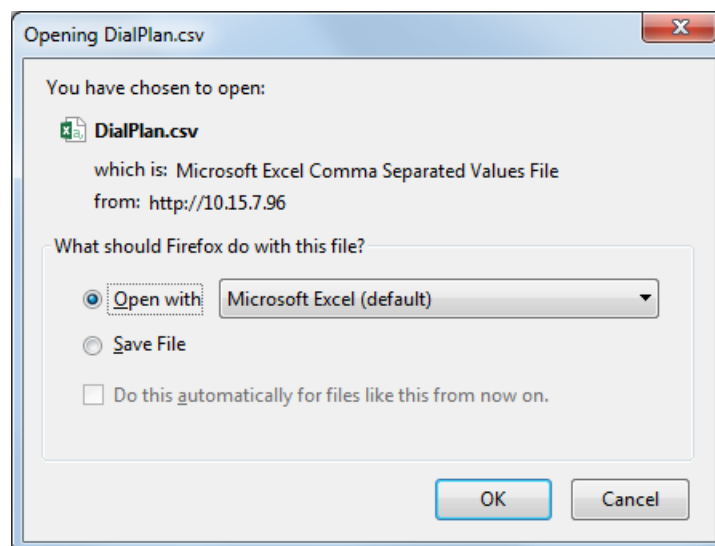 Opening DialPlan.csv
You have chosen to open:
DialPlan.csv
which is: Microsoft Excel Comma Separated Values File
from: http://10.15.7.96
What should Firefox do with this file?
Open with Microsoft Excel (default)
Save File
Do this automatically for files like this from now on.
OK Cancel